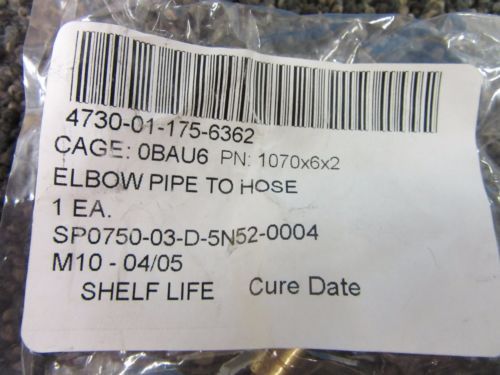 4730-01-175-6362
CAGE: 0BAU6 PN: 1070x6x2
ELBOW PIPE TO HOSE
1 EA.
SP0750-03-D-5N52-0004
M10 - 04/05
SHELF LIFE Cure Date